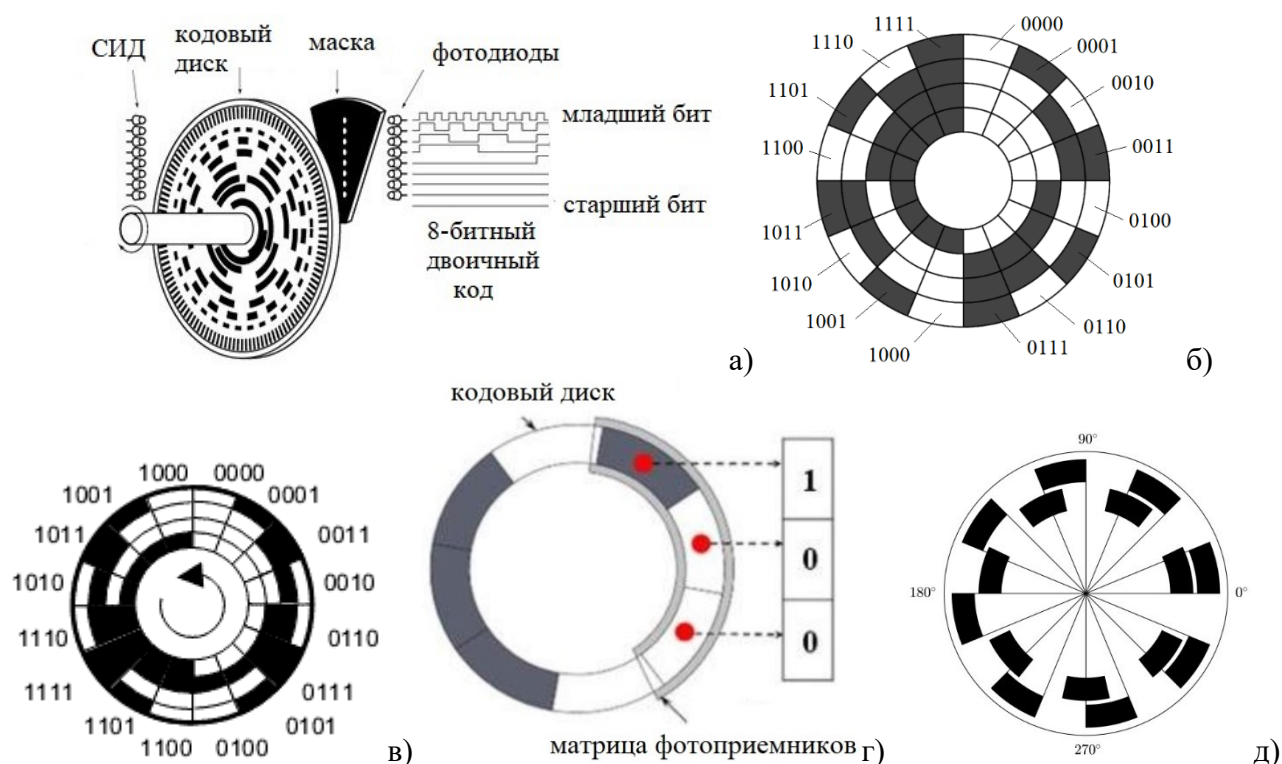 СИД
кодовый
диск
маска
фотодиоды
младший бит
старший бит
8-битный
двоичный
код
а)
1111
0000
1110
0001
1101
0010
1100
0011
1011
0100
1010
0101
1001
0110
1000
0111
б)
1000
0000
1001
0001
1011
0011
1010
0010
1110
0110
1111
0111
1101
0101
1100
0100
в)
кодовый диск
1
0
0
матрица фотоприемников
г)
90°
180°
0°
270°
д)